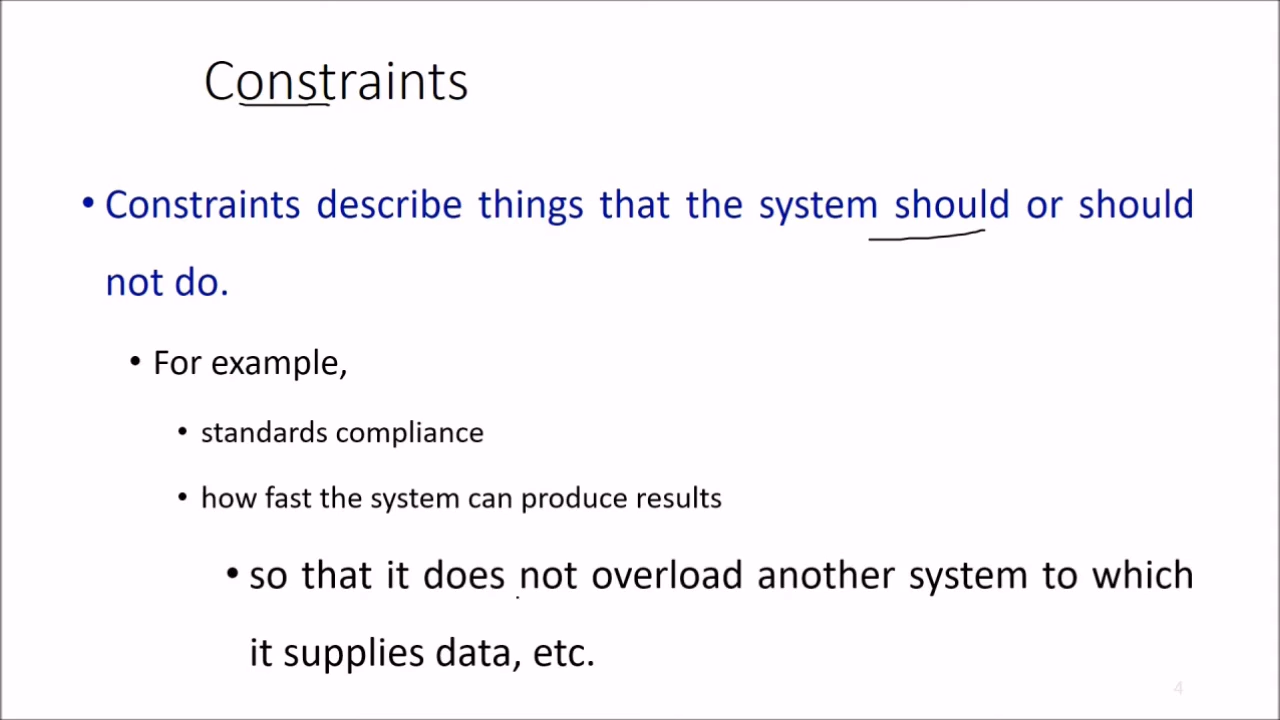 Constraints
• Constraints describe things that the system should or should
not do.
• For example,
• standards compliance
• how fast the system can produce results
• so that it does not overload another system to which
it supplies data, etc.
4